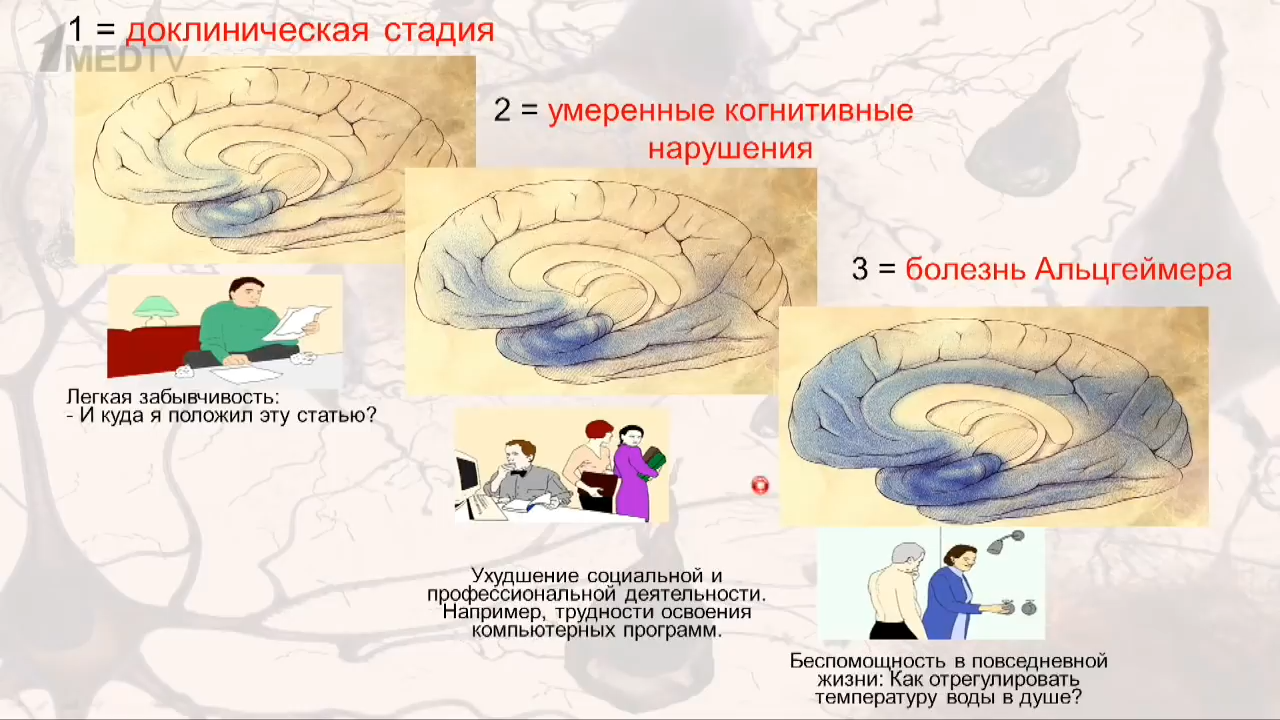 1 = доклиническая стадия
1MEDTV
2 = умеренные когнитивные
нарушения
3 = болезнь Альцгеймера
Легкая забывчивость:
- И куда я положил эту статью?
Ухудшение социальной и
профессиональной деятельности.
Например, трудности освоения
компьютерных программ.
Беспомощность в повседневной
жизни: Как отрегулировать
температуру воды в душе?